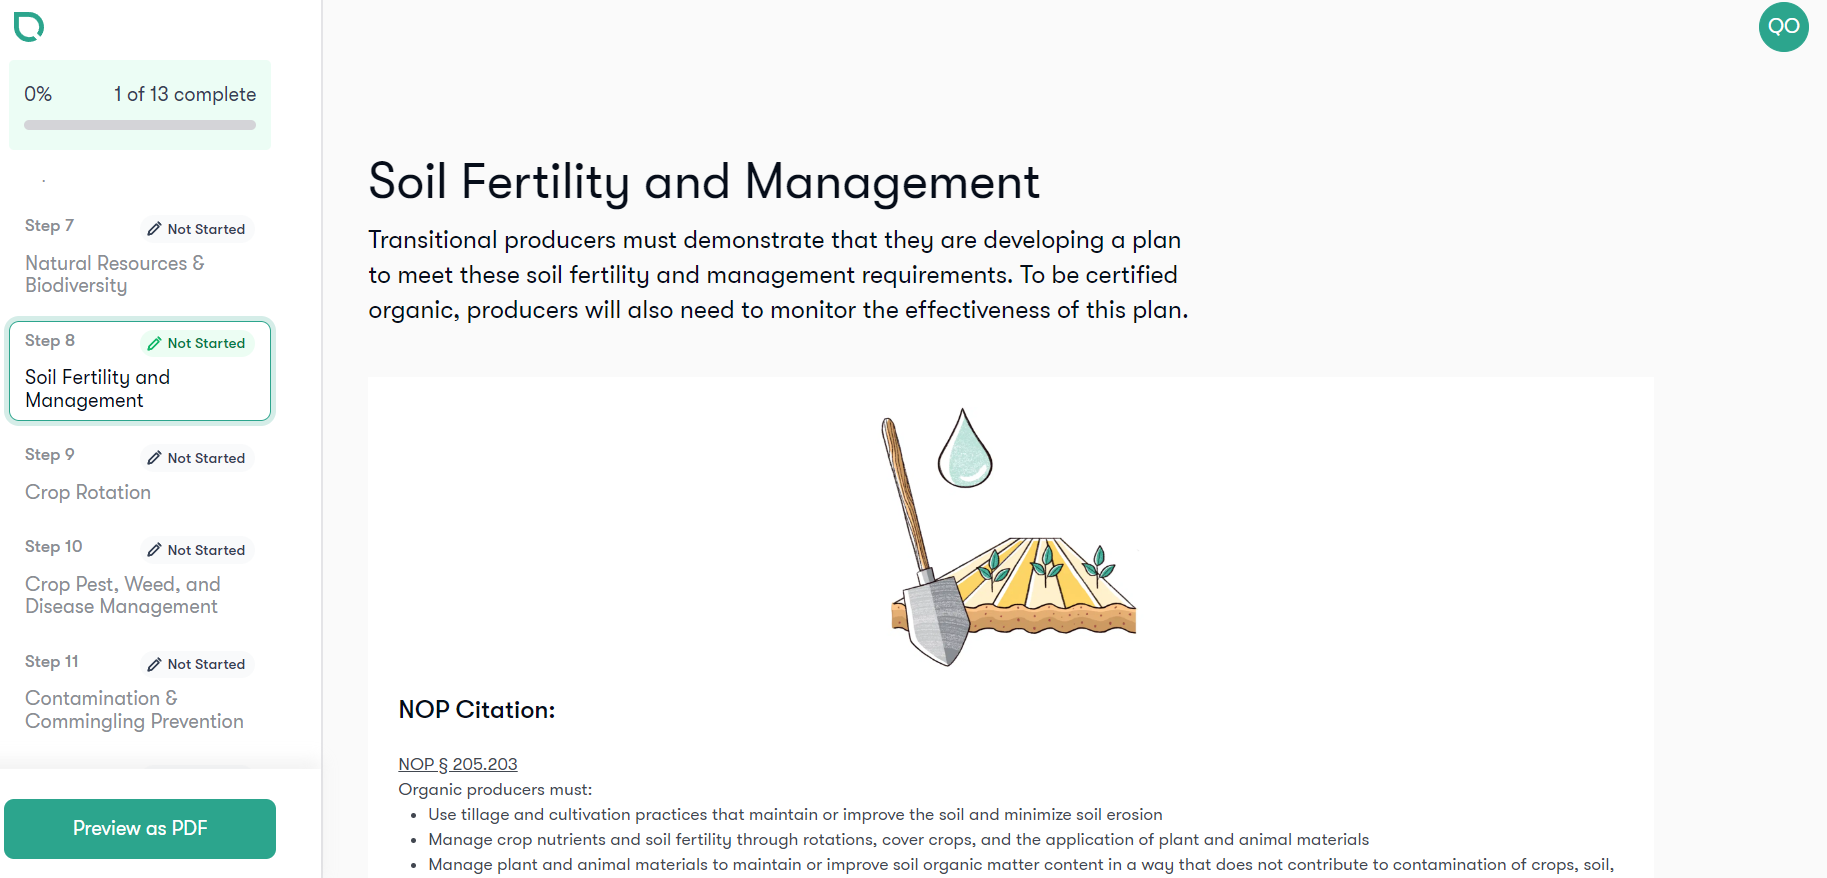 QO
0% 1 of 13 complete
Step 7 Not Started
Natural Resources &
Biodiversity
Step 8 Not Started
Soil Fertility and
Management
Step 9 Not Started
Crop Rotation
Step 10 Not Started
Crop Pest, Weed, and
Disease Management
Step 11 Not Started
Contamination &
Commingling Prevention
Preview as PDF
Soil Fertility and Management
Transitional producers must demonstrate that they are developing a plan
to meet these soil fertility and management requirements. To be certified
organic, producers will also need to monitor the effectiveness of this plan.
NOP Citation:
NOP § 205.203
Organic producers must:
• Use tillage and cultivation practices that maintain or improve the soil and minimize soil erosion
• Manage crop nutrients and soil fertility through rotations, cover crops, and the application of plant and animal materials
• Manage plant and animal materials to maintain or improve soil organic matter content in a way that does not contribute to contamination of crops, soil,